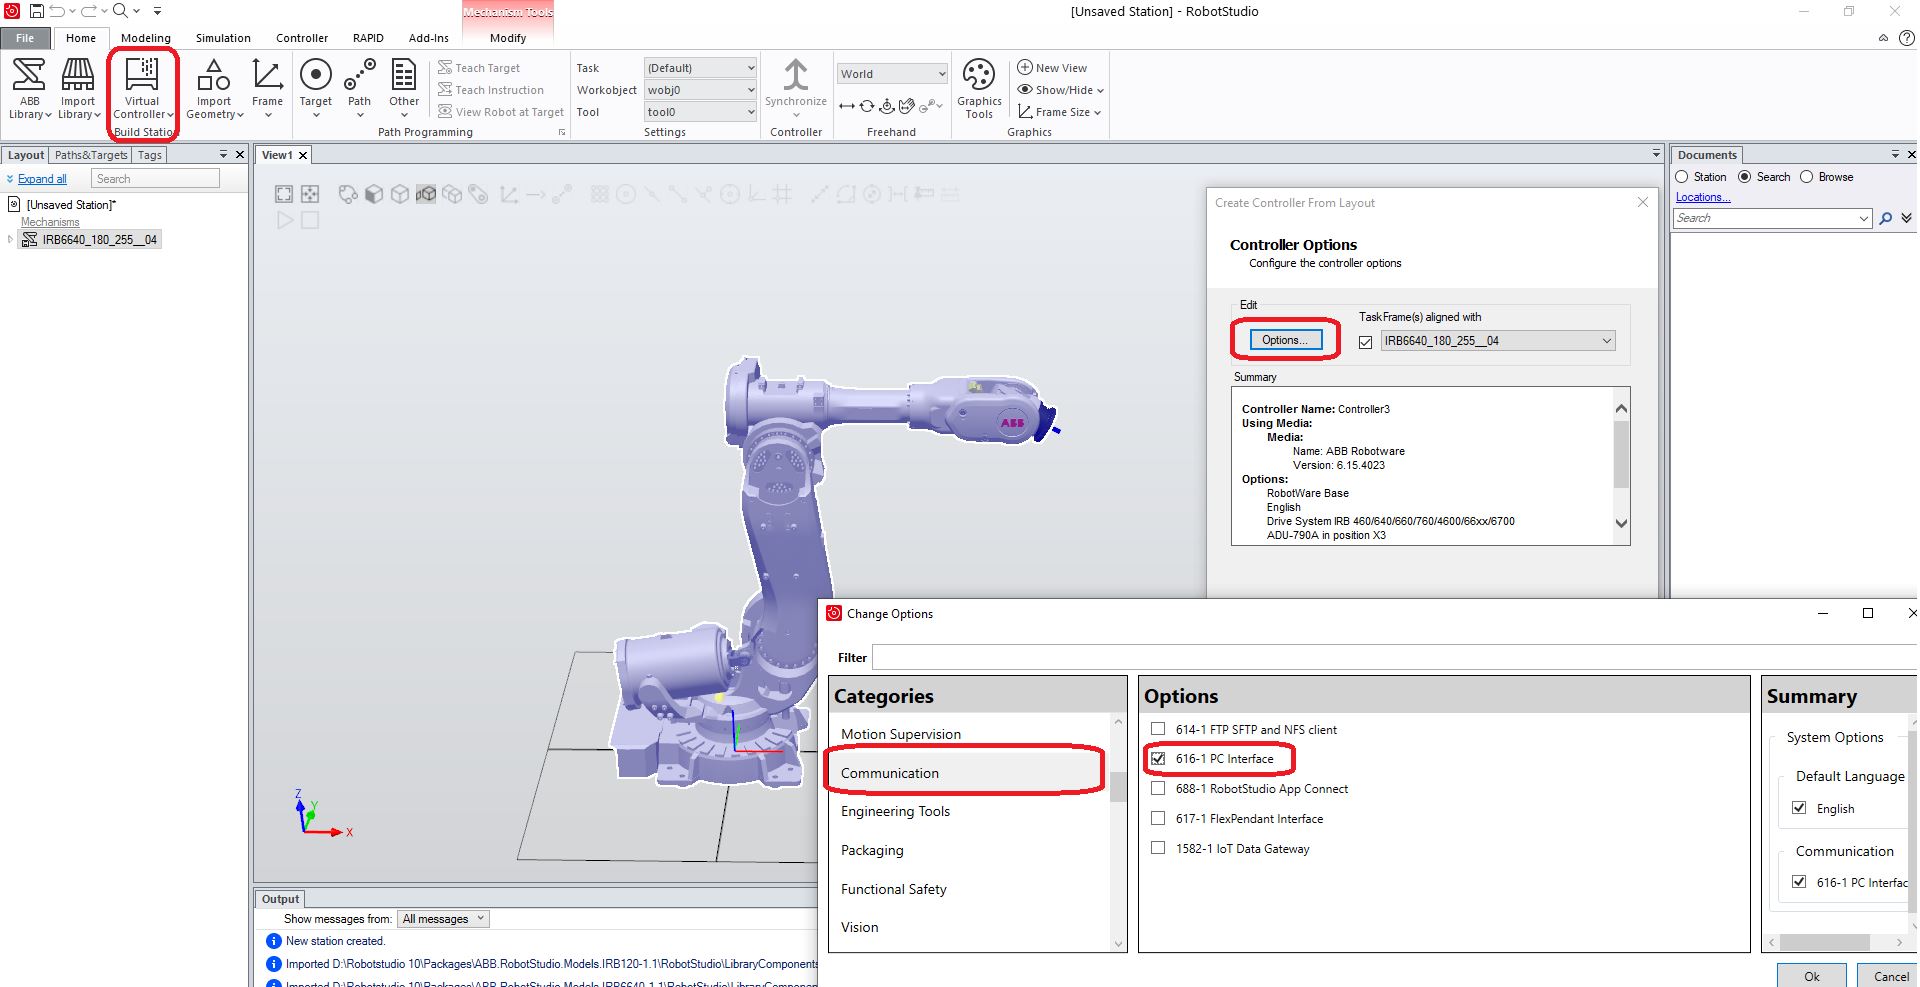 [Unsaved Station] - RobotStudio
Mechanism Tools
File Home Modeling Simulation Controller RAPID Add-Ins Modify
ABB Library
Import Library
Virtual Controller
Import Geometry
Frame
Build Station
Target
Path
Other
Teach Target
Teach Instruction
View Robot at Target
Path Programming
Task (Default)
Workobject wobj0
Tool tool0
Settings
Synchronize
Controller
World
Freehand
Graphics Tools
New View
Show/Hide
Frame Size
Graphics
Layout Paths&Targets Tags
Expand all Search
[Unsaved Station]*
Mechanisms
IRB6640_180_255__04
View1
ABB
Z
Y
X
Documents
Station Search Browse
Locations...
Search
Create Controller From Layout
Controller Options
Configure the controller options
Edit
Options...
TaskFrame(s) aligned with
IRB6640_180_255__04
Summary
Controller Name: Controller3
Using Media:
Media:
Name: ABB Robotware
Version: 6.15.4023
Options:
RobotWare Base
English
Drive System IRB 460/640/660/760/4600/66xx/6700
ADU-790A in position X3
Change Options
Filter
Categories
Motion Supervision
Communication
Engineering Tools
Packaging
Functional Safety
Vision
Options
614-1 FTP SFTP and NFS client
616-1 PC Interface
688-1 RobotStudio App Connect
617-1 FlexPendant Interface
1582-1 IoT Data Gateway
Summary
System Options
Default Language
English
Communication
616-1 PC Interfac
Ok Cancel
Output
Show messages from: All messages
New station created.
Imported D:\Robotstudio 10\Packages\ABB.RobotStudio.Models.IRB120-1.1\RobotStudio\LibraryComponents
Imported D:\Robotstudio 10\Packages\ABB.RobotStudio.Models.IRB6640-1.1\RobotStudio\LibraryComponen